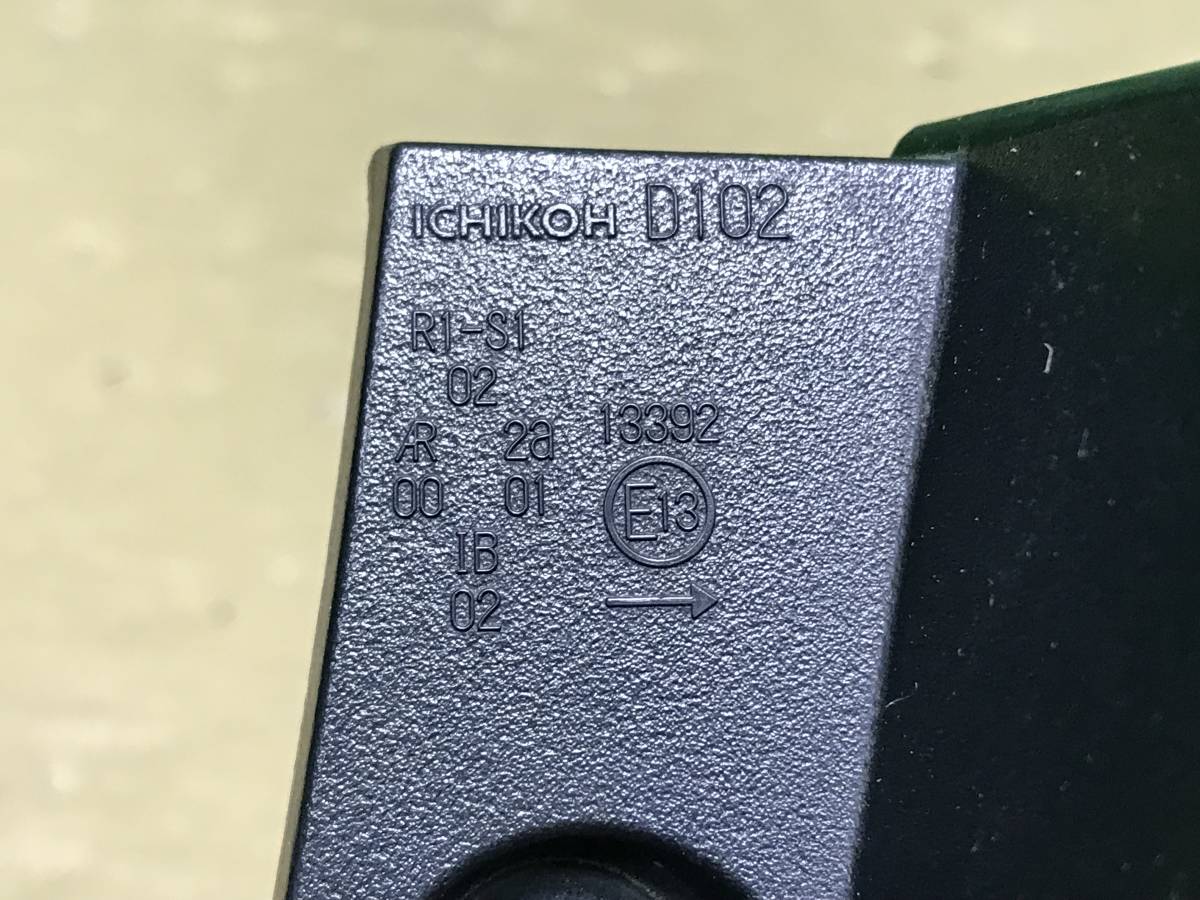 ICHIKOH D102
R1-S1
02
AR 2a 13392
00 01 E13
IB
02